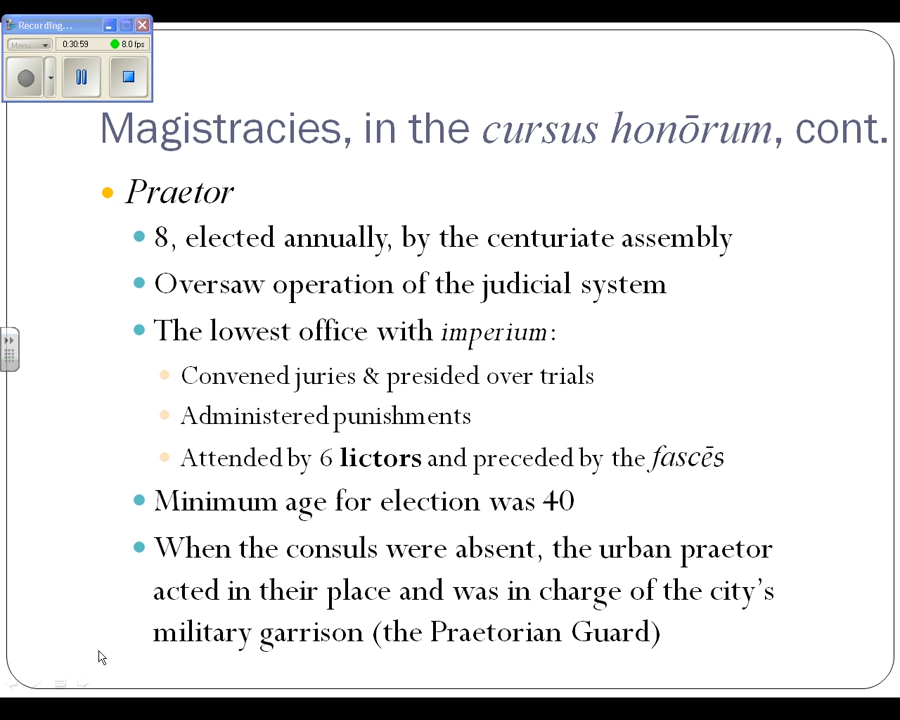 Recording...
Menu
0:30:59
8.0 fps
Magistracies, in the cursus honōrum, cont.
Praetor
8, elected annually, by the centuriate assembly
Oversaw operation of the judicial system
The lowest office with imperium:
Convened juries & presided over trials
Administered punishments
Attended by 6 lictors and preceded by the fascēs
Minimum age for election was 40
When the consuls were absent, the urban praetor
acted in their place and was in charge of the city’s
military garrison (the Praetorian Guard)